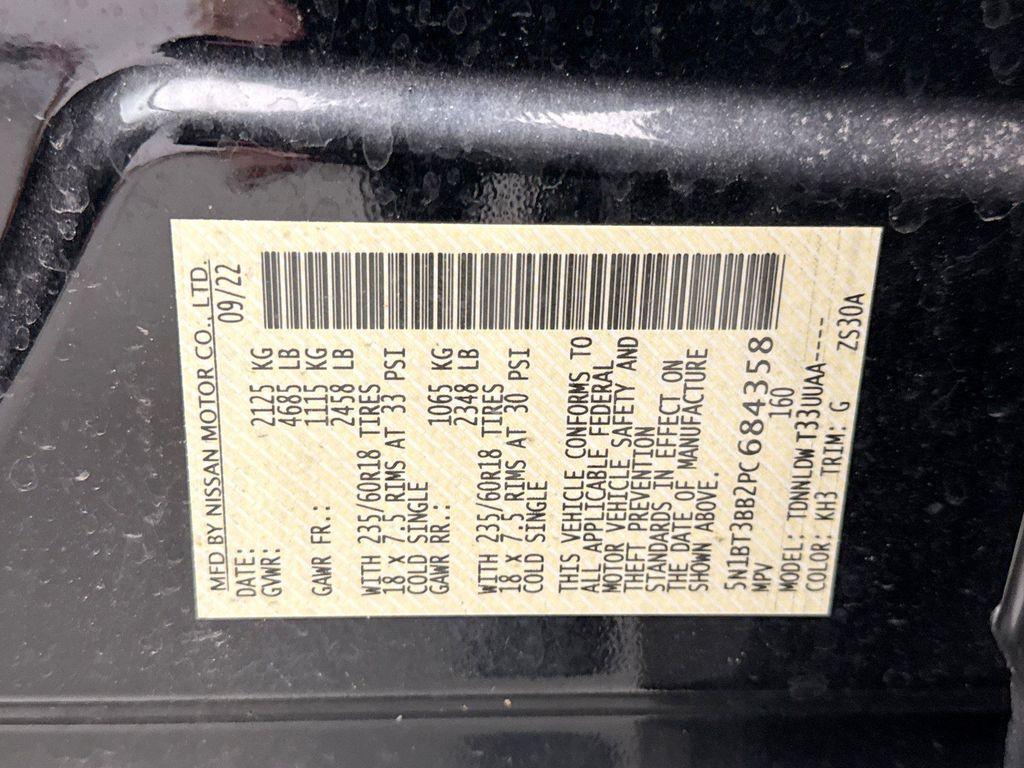 MFD BY NISSAN MOTOR CO., LTD.
DATE: 09/22
GVWR: 2125 KG
4685 LB
GAWR FR.: 1115 KG
2458 LB
WITH 235/60R18 TIRES
18 X 7.5 RIMS AT 33 PSI
COLD SINGLE
GAWR RR.: 1065 KG
2348 LB
WITH 235/60R18 TIRES
18 X 7.5 RIMS AT 30 PSI
COLD SINGLE
THIS VEHICLE CONFORMS TO
ALL APPLICABLE FEDERAL
MOTOR VEHICLE SAFETY AND
THEFT PREVENTION
STANDARDS IN EFFECT ON
THE DATE OF MANUFACTURE
SHOWN ABOVE.
5N1BT3BB2PC684358
MPV 160
MODEL: TDNNLDW T33UUAA----
COLOR: KH3 TRIM: G ZS30A